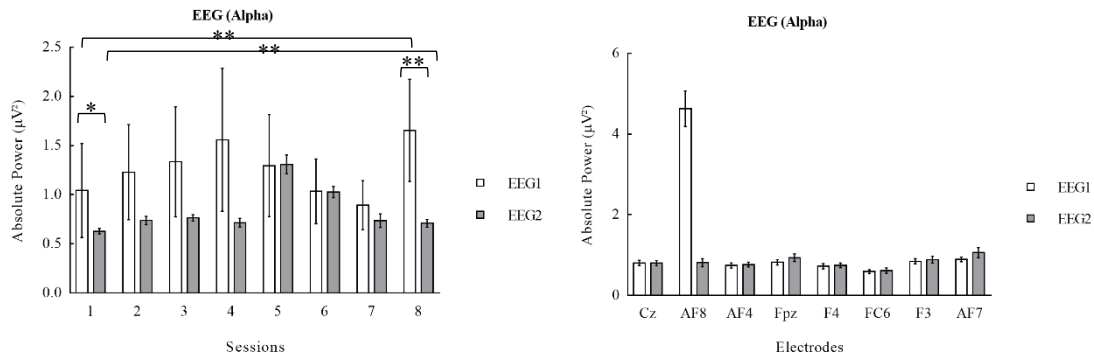 EEG (Alpha)
**
**
**
*
2.5
2.0
1.5
1.0
0.5
0.0
Absolute Power (μV²)
1 2 3 4 5 6 7 8
Sessions
EEG1
EEG2
EEG (Alpha)
6
4
2
0
Absolute Power (μV²)
Cz AF8 AF4 Fpz F4 FC6 F3 AF7
Electrodes
EEG1
EEG2